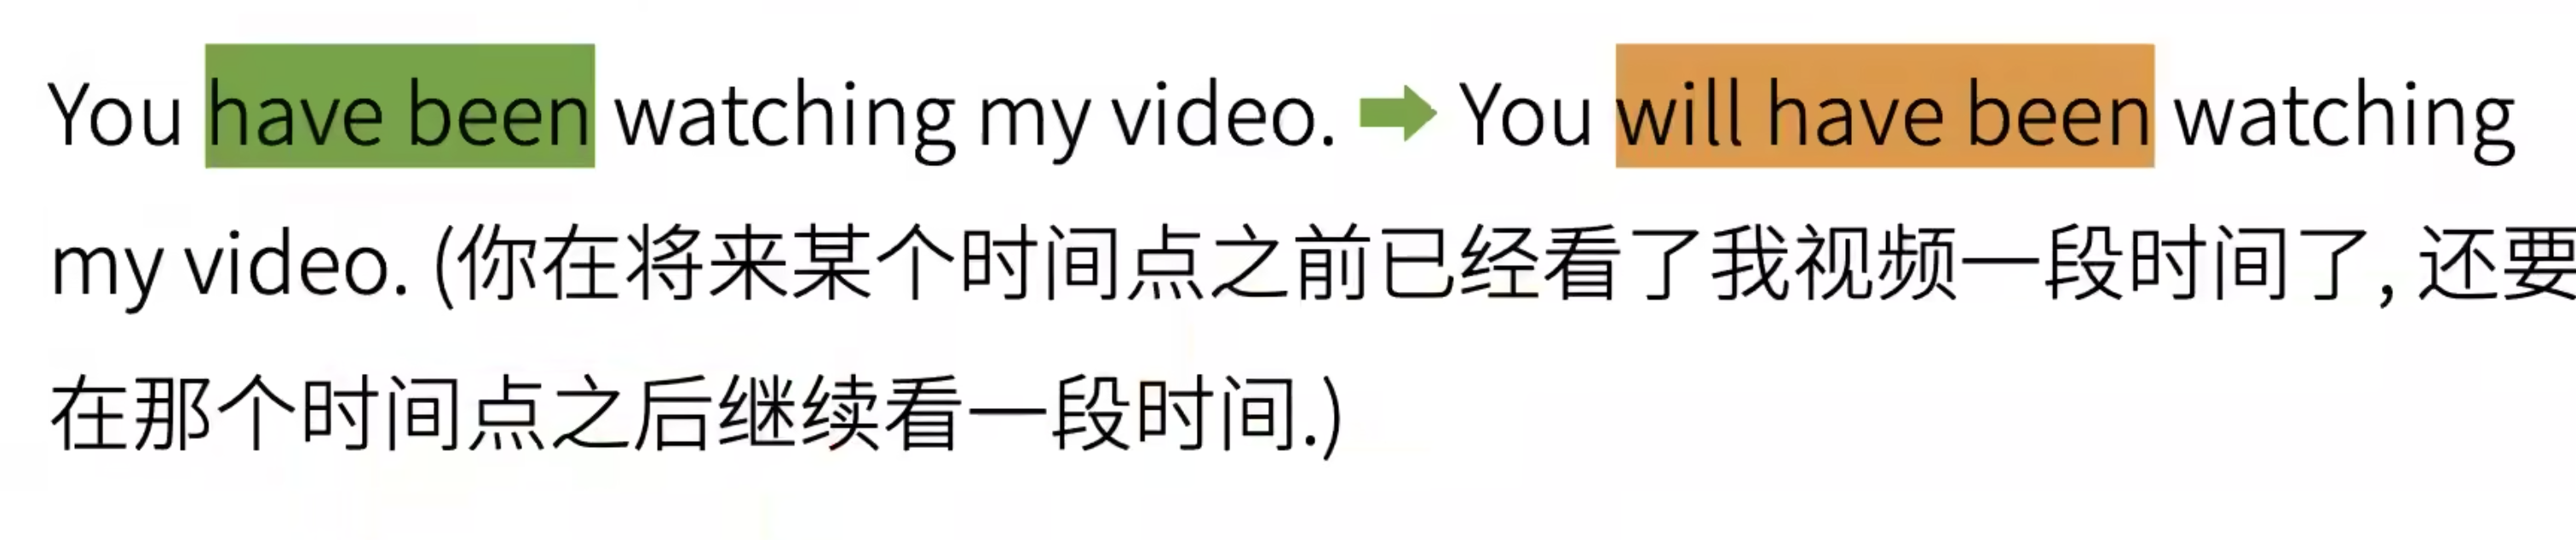 You have been watching my video. ➡ You will have been watching
my video. (你在将来某个时间点之前已经看了我视频一段时间了, 还要
在那个时间点之后继续看一段时间.)